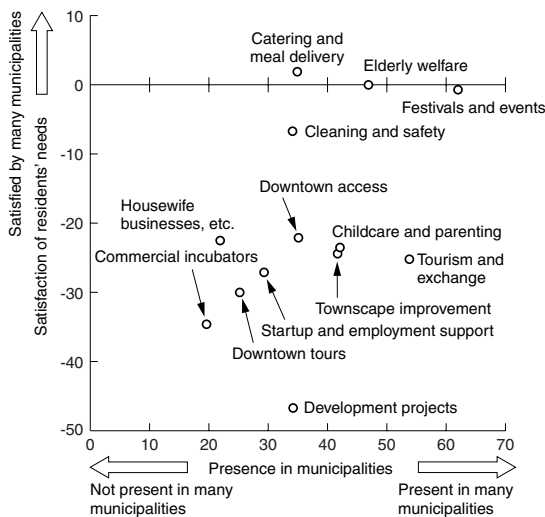 Satisfied by many municipalities
Satisfaction of residents' needs
10
0
-10
-20
-30
-40
-50
Catering and
meal delivery
Elderly welfare
Festivals and events
Cleaning and safety
Downtown access
Housewife
businesses, etc.
Childcare and parenting
Commercial incubators
Tourism and
exchange
Townscape improvement
Startup and employment support
Downtown tours
Development projects
0 10 20 30 40 50 60 70
Presence in municipalities
Not present in many
municipalities
Present in many
municipalities